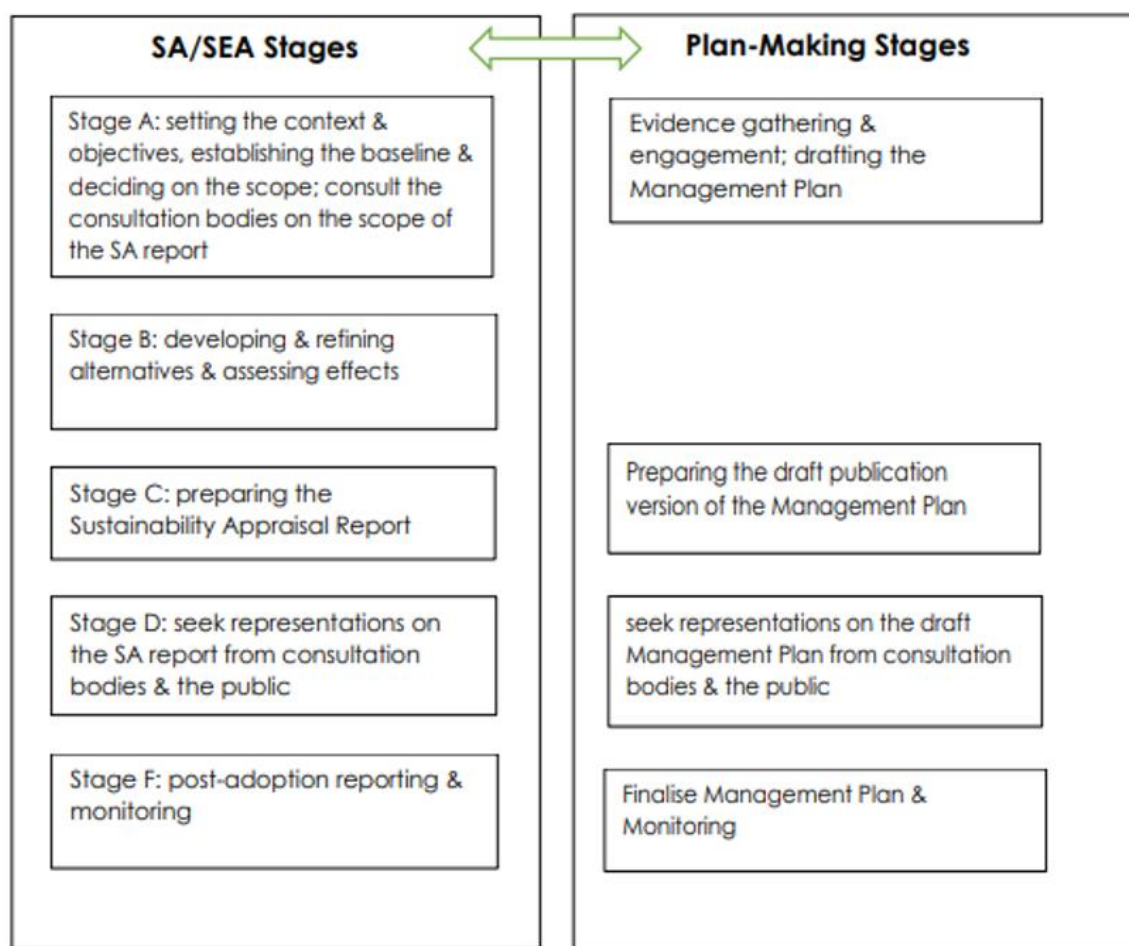 SA/SEA Stages
Stage A: setting the context &
objectives, establishing the baseline &
deciding on the scope; consult the
consultation bodies on the scope of
the SA report
Stage B: developing & refining
alternatives & assessing effects
Stage C: preparing the
Sustainability Appraisal Report
Stage D: seek representations on
the SA report from consultation
bodies & the public
Stage F: post-adoption reporting &
monitoring
Plan-Making Stages
Evidence gathering &
engagement; drafting the
Management Plan
Preparing the draft publication
version of the Management Plan
seek representations on the draft
Management Plan from consultation
bodies & the public
Finalise Management Plan &
Monitoring